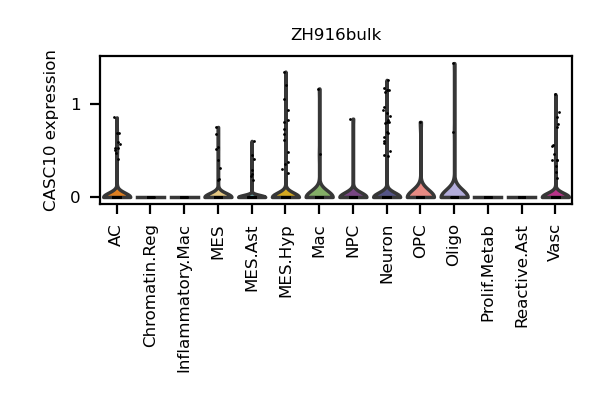 ZH916bulk
CASC10 expression
1
0
AC
Chromatin.Reg
Inflammatory.Mac
MES
MES.Ast
MES.Hyp
Mac
NPC
Neuron
OPC
Oligo
Prolif.Metab
Reactive.Ast
Vasc